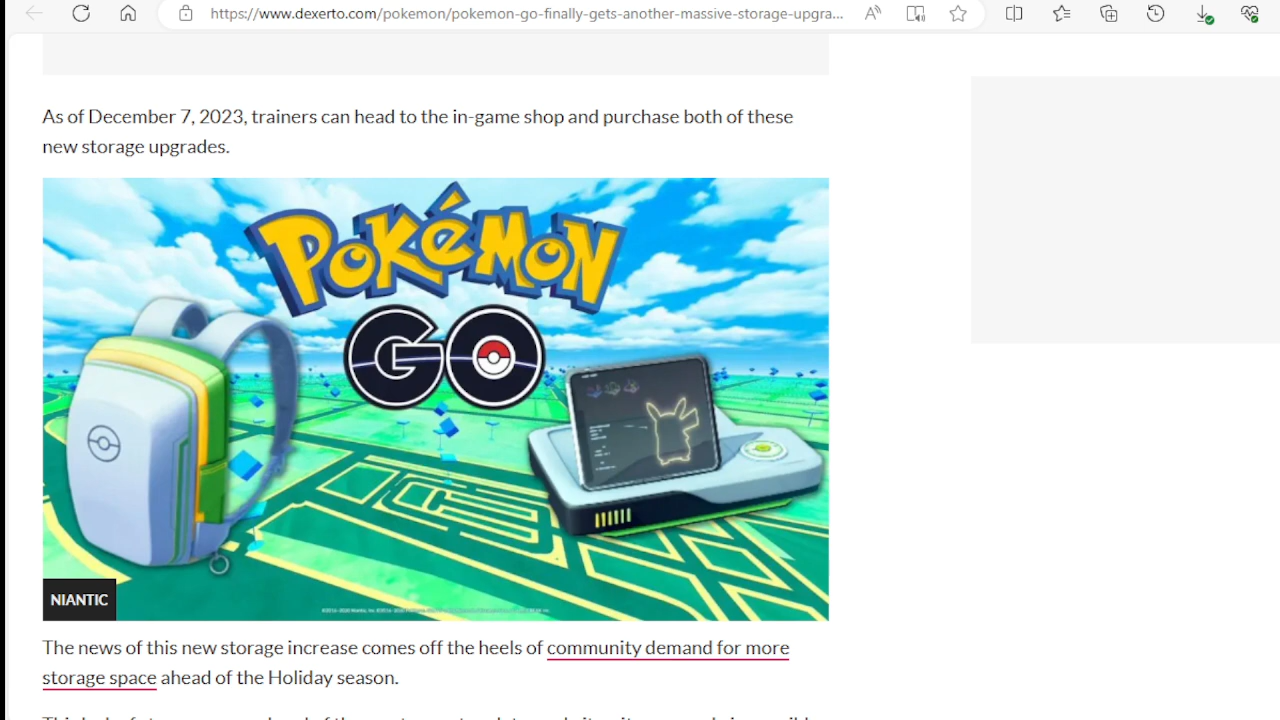 https://www.dexerto.com/pokemon/pokemon-go-finally-gets-another-massive-storage-upgra...
As of December 7, 2023, trainers can head to the in-game shop and purchase both of these
new storage upgrades.
POKéMON
GO
NIANTIC
The news of this new storage increase comes off the heels of community demand for more
storage space ahead of the Holiday season.